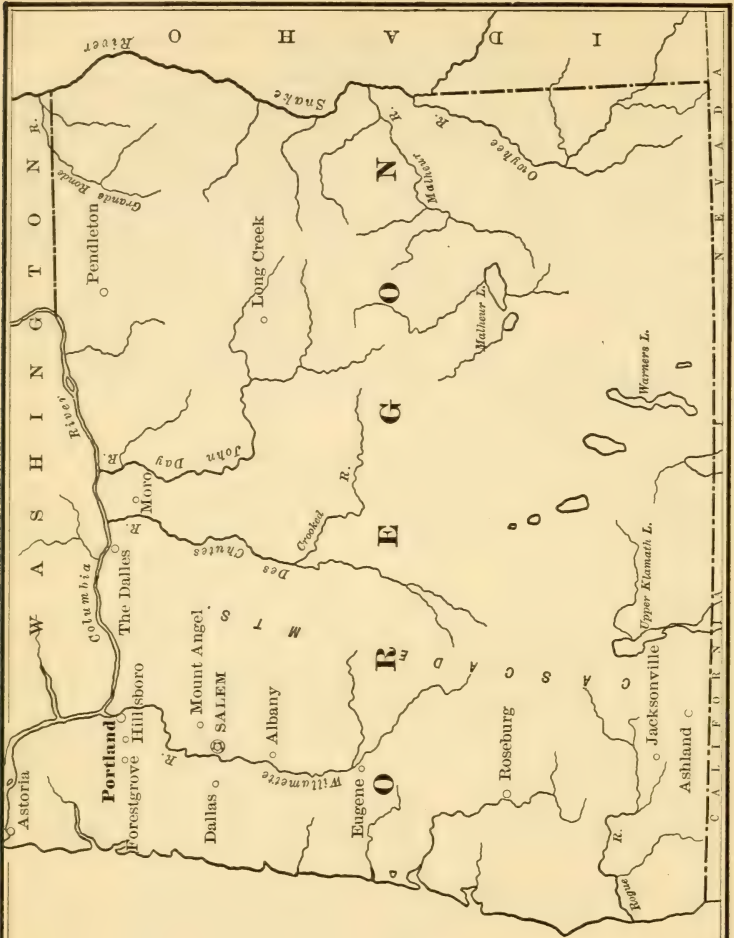 WASHINGTON
IDAHO
OREGON
NEVADA
CALIFORNIA
Astoria
Columbia
River
Portland
Hillsboro
Forestgrove
The Dalles
Moro
Pendleton
Grande Ronde R.
Snake
River
Mount Angel
SALEM
Dallas
Albany
Willamette
R.
Eugene
Des Chutes R.
Crooked
R.
John Day R.
Long Creek
Malheur
R.
Owyhee
R.
Malheur L.
Warners L.
Upper Klamath L.
CASCADE
MTS.
Roseburg
Jacksonville
Ashland
Rogue
R.